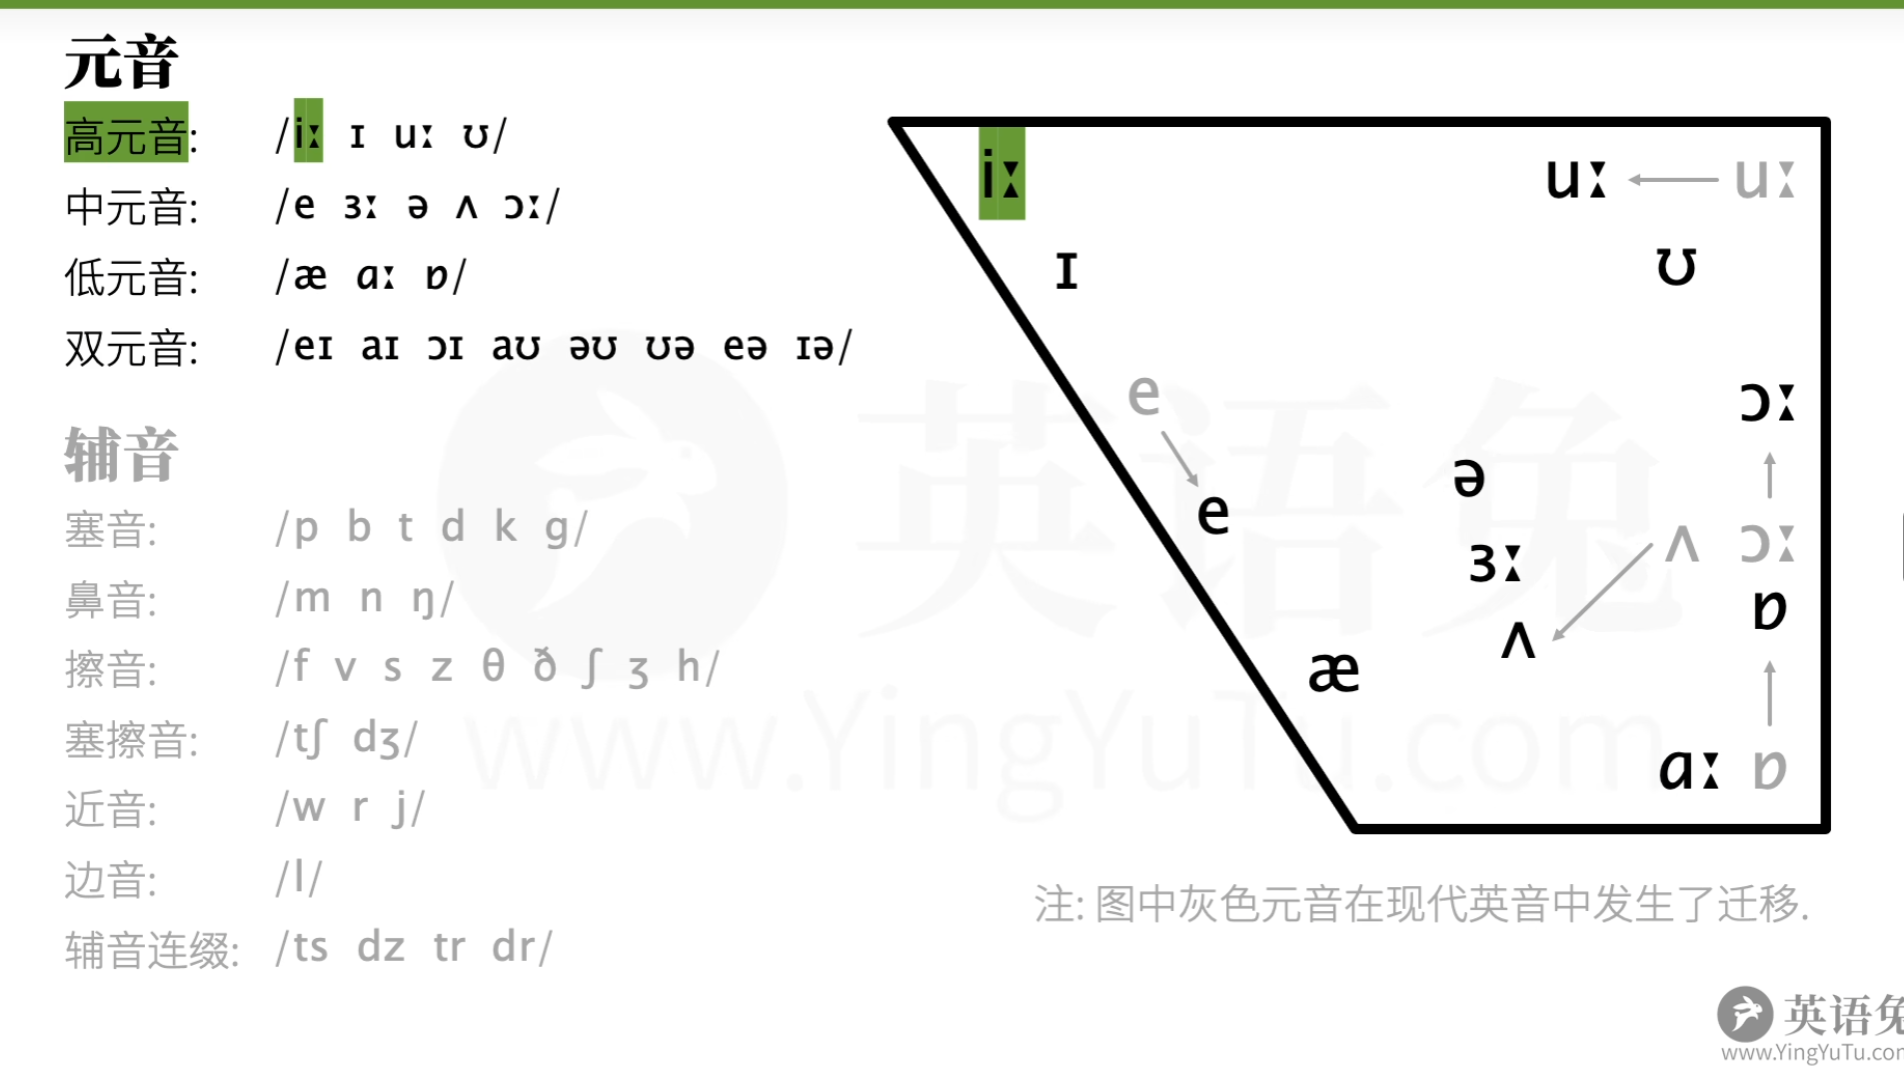 元音
高元音: /iː ɪ uː ʊ/
中元音: /e ɜː ə ʌ ɔː/
低元音: /æ ɑː ɒ/
双元音: /eɪ aɪ ɔɪ aʊ əʊ ʊə eə ɪə/
辅音
塞音: /p b t d k ɡ/
鼻音: /m n ŋ/
擦音: /f v s z θ ð ʃ ʒ h/
塞擦音: /tʃ dʒ/
近音: /w r j/
边音: /l/
辅音连缀: /ts dz tr dr/
iː uː uː
ɪ ʊ
e ɔː
ə
e
ɜː ʌ ɔː
ʌ ɒ
æ
ɑː ɒ
注: 图中灰色元音在现代英音中发生了迁移.
英语兔
www.YingYuTu.com
英语兔
www.YingYuTu.com